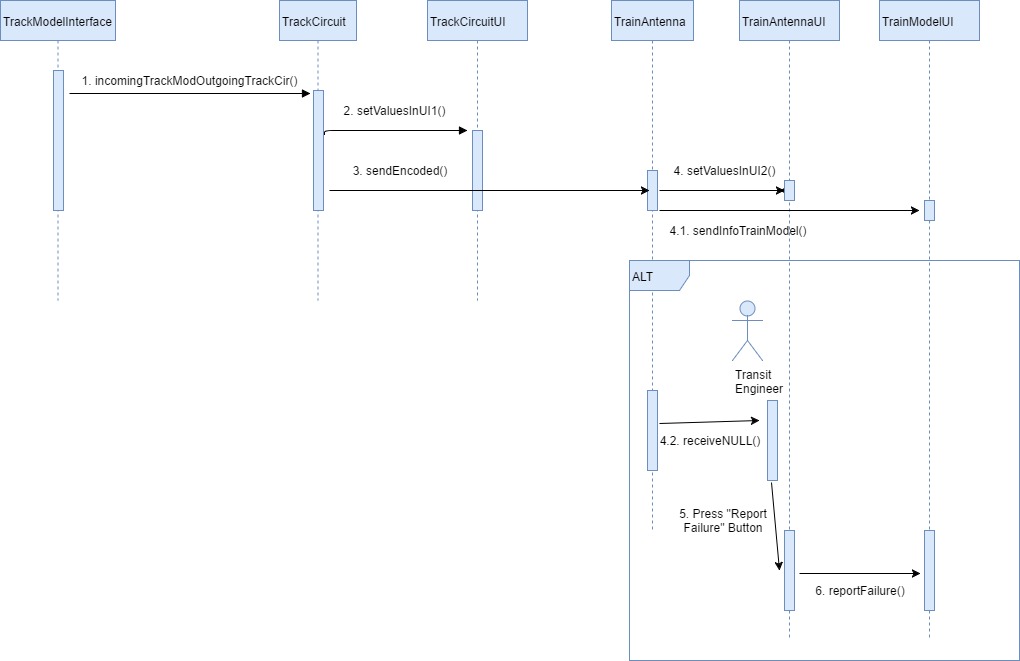 TrackModelInterface
TrackCircuit
TrackCircuitUI
TrainAntenna
TrainAntennaUI
TrainModelUI
1. incomingTrackModOutgoingTrackCir()
2. setValuesInUI1()
3. sendEncoded()
4. setValuesInUI2()
4.1. sendInfoTrainModel()
ALT
Transit
Engineer
4.2. receiveNULL()
5. Press "Report
Failure" Button
6. reportFailure()